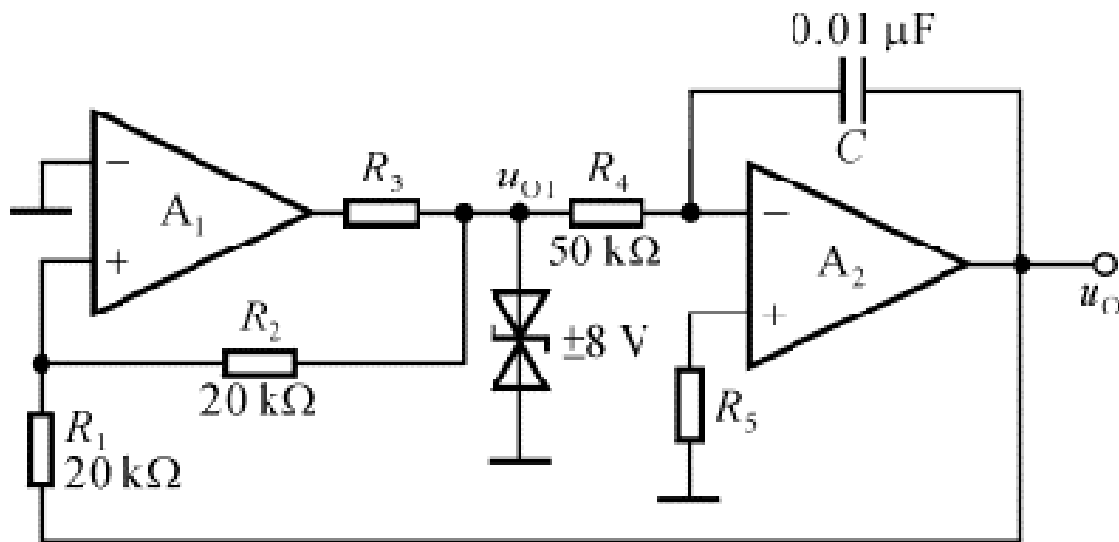 0.01 μF
C
R₃
u_O1
R₄
50 kΩ
−
A₁
+
−
A₂
+
u_O
R₂
20 kΩ
±8 V
R₅
R₁
20 kΩ